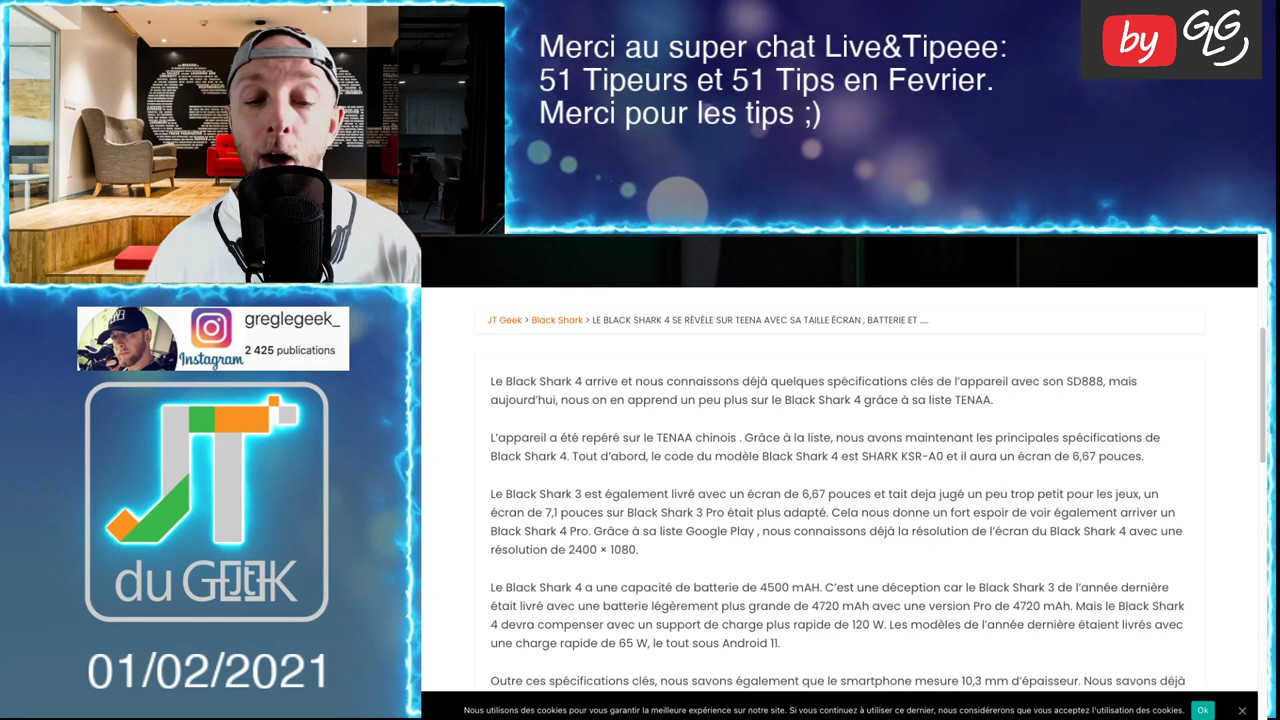 Merci au super chat Live&Tipeee:
51 Tipeurs et 51 Tips en Février.
Merci pour les tips ;)
by GLG
greglegeek_
Instagram
2 425 publications
JT
du GEEK
01/02/2021
JT Geek > Black Shark > LE BLACK SHARK 4 SE RÉVÈLE SUR TEENA AVEC SA TAILLE ÉCRAN , BATTERIE ET .....
Le Black Shark 4 arrive et nous connaissons déjà quelques spécifications clés de l'appareil avec son SD888, mais
aujourd'hui, nous on en apprend un peu plus sur le Black Shark 4 grâce à sa liste TENAA.
L'appareil a été repéré sur le TENAA chinois . Grâce à la liste, nous avons maintenant les principales spécifications de
Black Shark 4. Tout d'abord, le code du modèle Black Shark 4 est SHARK KSR-A0 et il aura un écran de 6,67 pouces.
Le Black Shark 3 est également livré avec un écran de 6,67 pouces et tait deja jugé un peu trop petit pour les jeux, un
écran de 7,1 pouces sur Black Shark 3 Pro était plus adapté. Cela nous donne un fort espoir de voir également arriver un
Black Shark 4 Pro. Grâce à sa liste Google Play , nous connaissons déjà la résolution de l'écran du Black Shark 4 avec une
résolution de 2400 × 1080.
Le Black Shark 4 a une capacité de batterie de 4500 mAH. C'est une déception car le Black Shark 3 de l'année dernière
était livré avec une batterie légèrement plus grande de 4720 mAh avec une version Pro de 4720 mAh. Mais le Black Shark
4 devra compenser avec un support de charge plus rapide de 120 W. Les modèles de l'année dernière étaient livrés avec
une charge rapide de 65 W, le tout sous Android 11.
Outre ces spécifications clés, nous savons également que le smartphone mesure 10,3 mm d'épaisseur. Nous savons déjà
Nous utilisons des cookies pour vous garantir la meilleure expérience sur notre site. Si vous continuez à utiliser ce dernier, nous considérerons que vous acceptez l'utilisation des cookies.
Ok